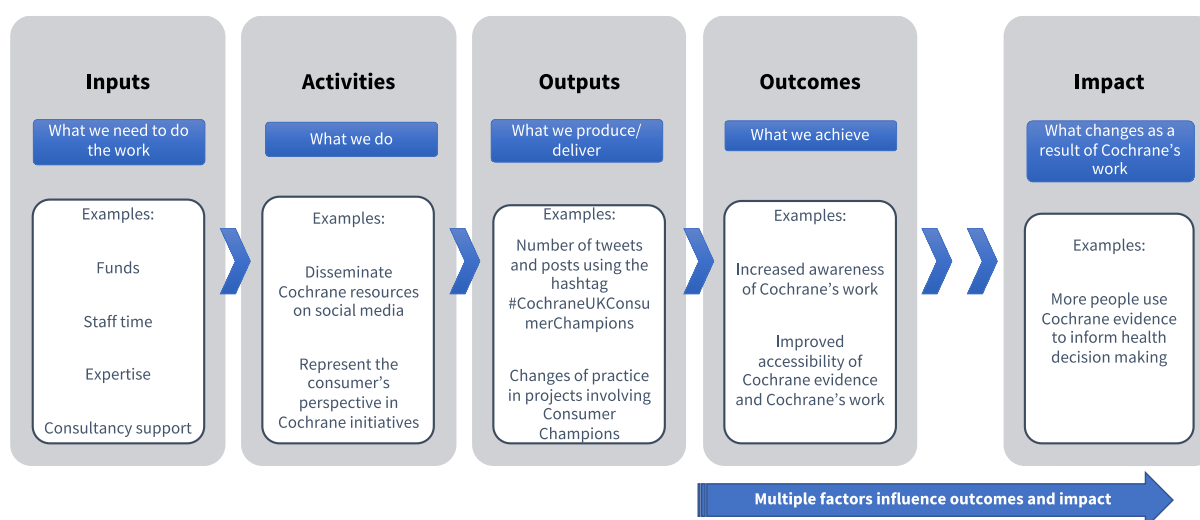 Inputs
What we need to do
the work
Examples:
Funds
Staff time
Expertise
Consultancy support
Activities
What we do
Examples:
Disseminate
Cochrane resources
on social media
Represent the
consumer's
perspective in
Cochrane initiatives
Outputs
What we produce/
deliver
Examples:
Number of tweets
and posts using the
hashtag
#CochraneUKConsu
merChampions
Changes of practice
in projects involving
Consumer
Champions
Outcomes
What we achieve
Examples:
Increased awareness
of Cochrane's work
Improved
accessibility of
Cochrane evidence
and Cochrane's work
Impact
What changes as a
result of Cochrane's
work
Examples:
More people use
Cochrane evidence
to inform health
decision making
Multiple factors influence outcomes and impact